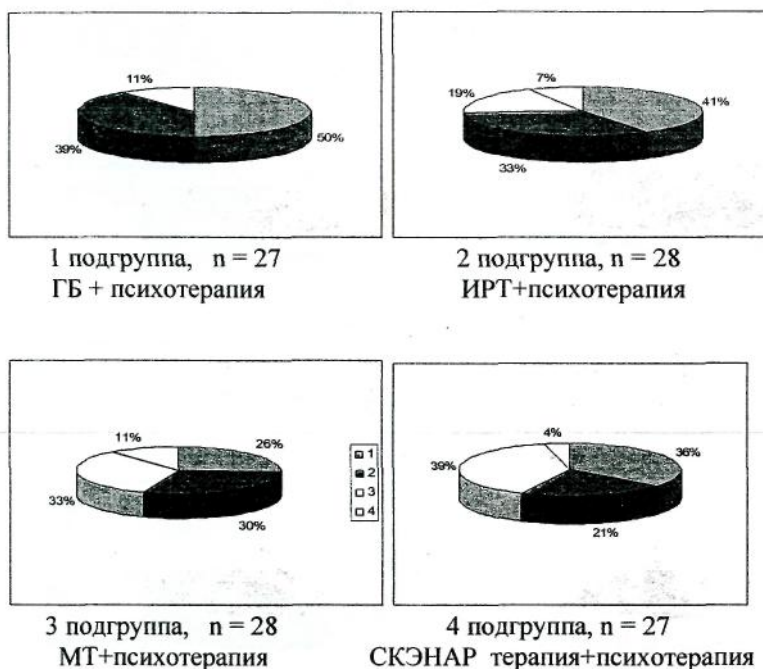 11%
50%
39%
7%
19%
41%
33%
1 подгруппа, n = 27
ГБ + психотерапия
2 подгруппа, n = 28
ИРТ+психотерапия
11%
26%
33%
30%
1
2
3
4
4%
39%
36%
21%
3 подгруппа, n = 28
МТ+психотерапия
4 подгруппа, n = 27
СКЭНАР терапия+психотерапия